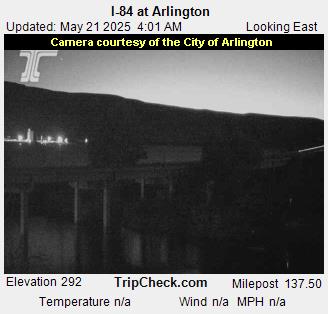 I-84 at Arlington
Updated: May 21 2025 4:01 AM Looking East
Camera courtesy of the City of Arlington
Elevation 292 TripCheck.com Milepost 137.50
Temperature n/a Wind n/a MPH n/a